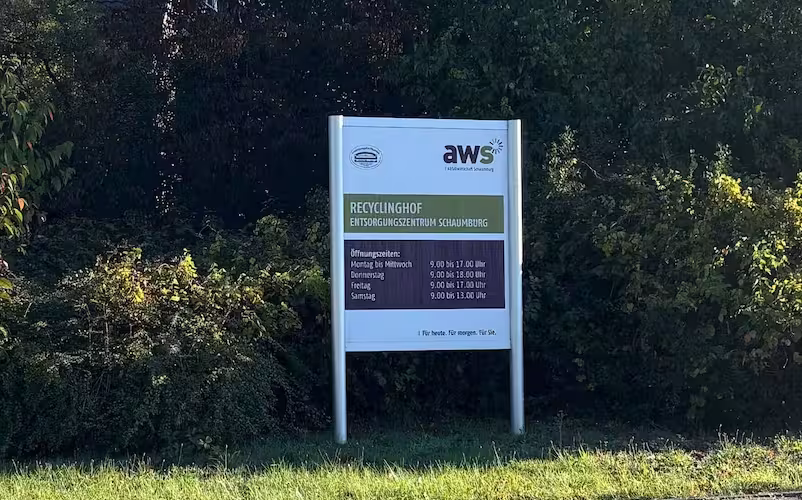 aws
Abfallwirtschaft Schaumburg
RECYCLINGHOF
ENTSORGUNGSZENTRUM SCHAUMBURG
Öffnungszeiten:
Montag bis Mittwoch 9.00 bis 17.00 Uhr
Donnerstag 9.00 bis 18.00 Uhr
Freitag 9.00 bis 17.00 Uhr
Samstag 9.00 bis 13.00 Uhr
Für heute. Für morgen. Für Sie.